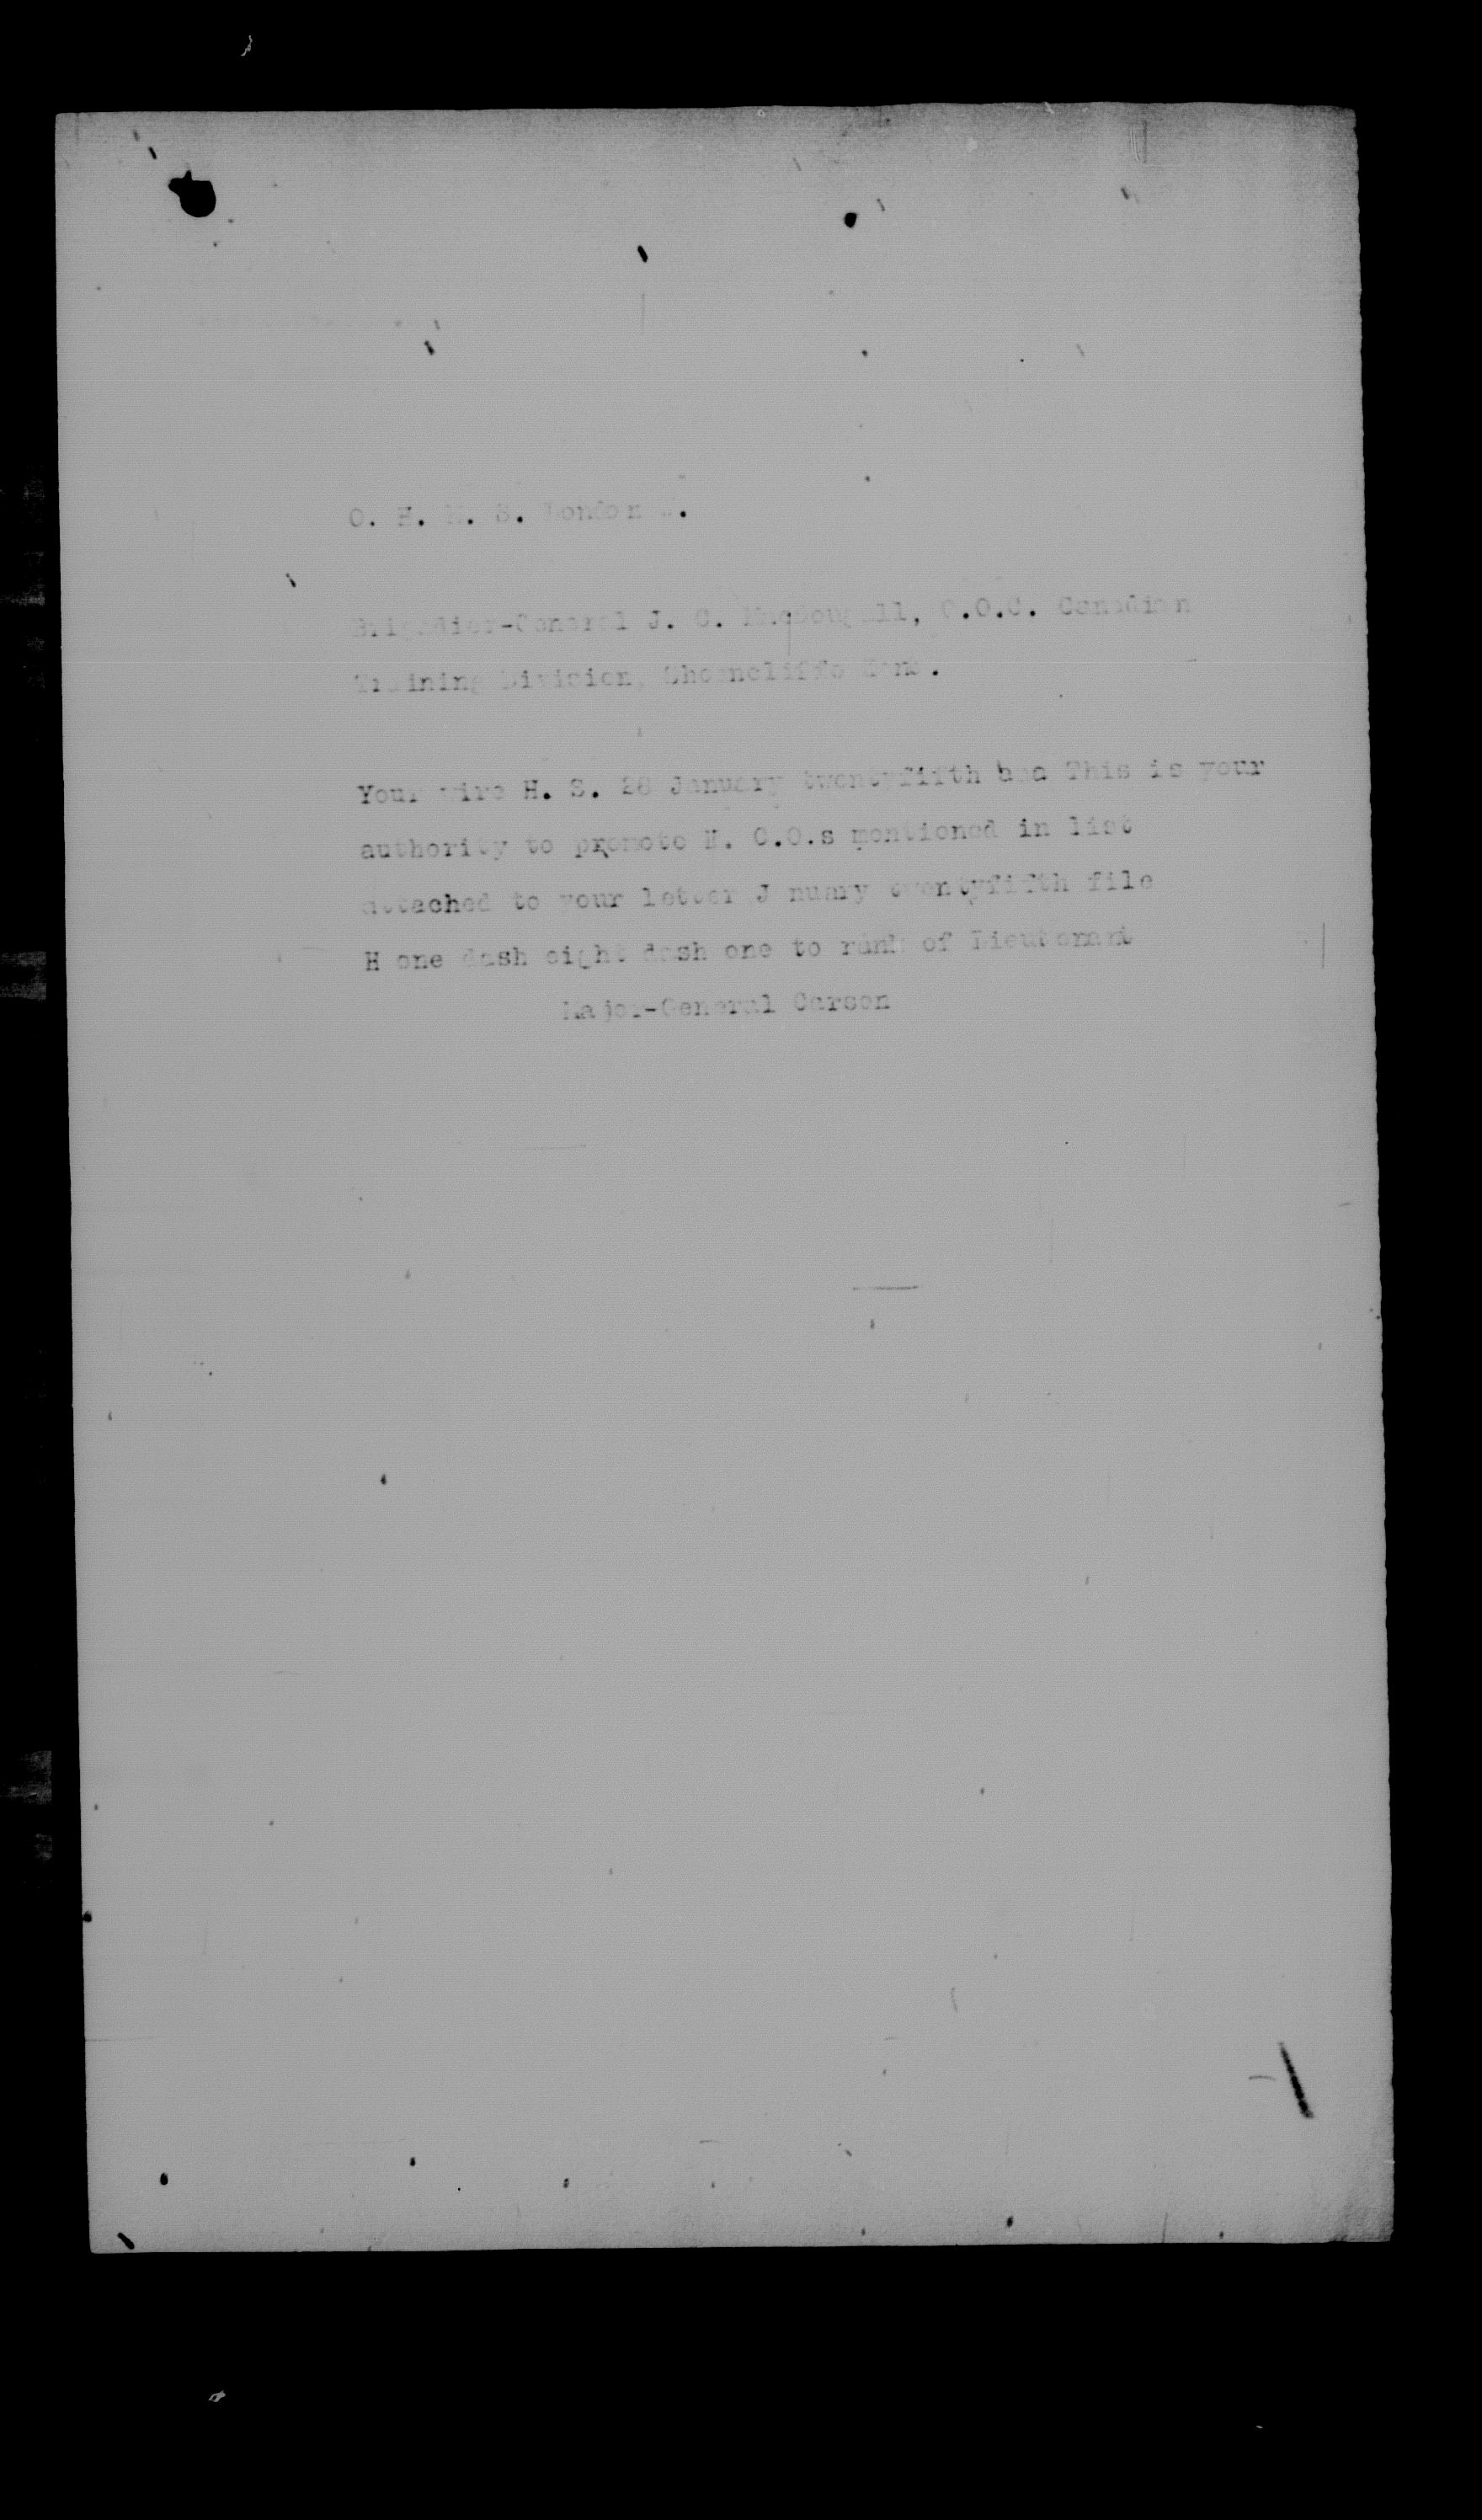 O. H. M. S. London W.
Brigadier-General J. C. MacDougall, G.O.C. Canadian
Training Division, Shorncliffe Kent.
Your wire H. S. 28 January twentyfifth aaa This is your
authority to promote N. C.O.s mentioned in list
attached to your letter January twentyfifth file
H one dash eight dash one to rank of Lieutenant
Major-General Carson